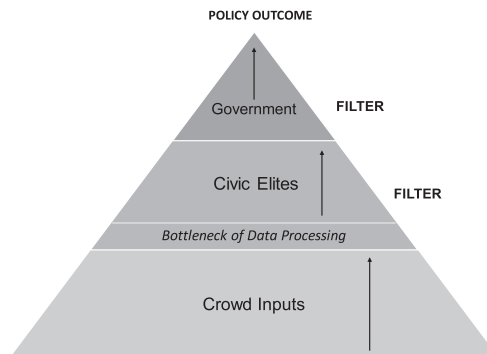 POLICY OUTCOME
Government
FILTER
Civic Elites
FILTER
Bottleneck of Data Processing
Crowd Inputs